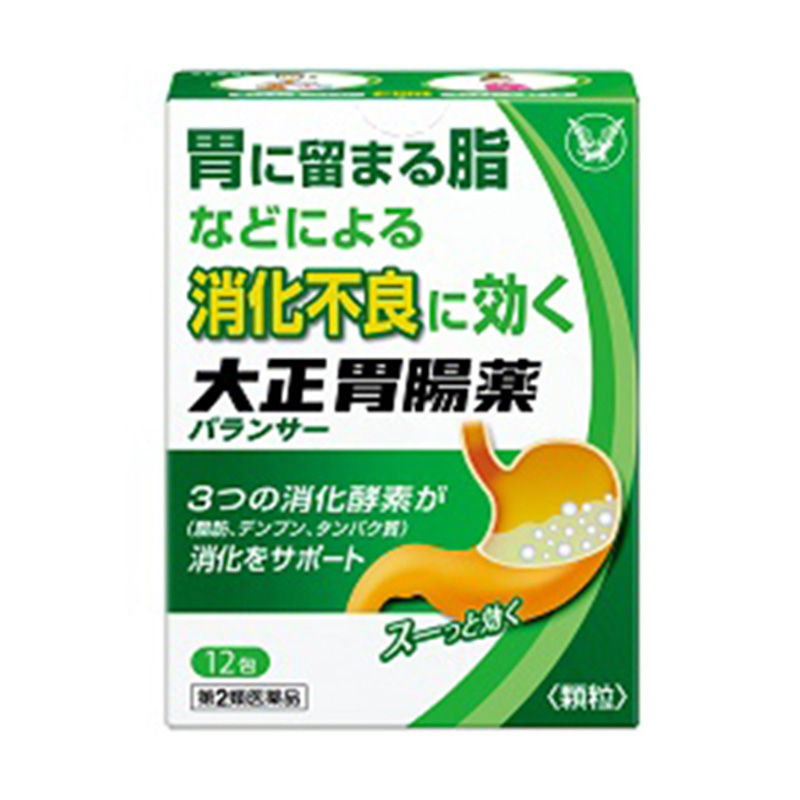 胃に留まる脂
などによる
消化不良に効く
大正胃腸薬
バランサー
3つの消化酵素が
(脂肪、デンプン、タンパク質)
消化をサポート
スーっと効く
12包
第2類医薬品
〈顆粒〉